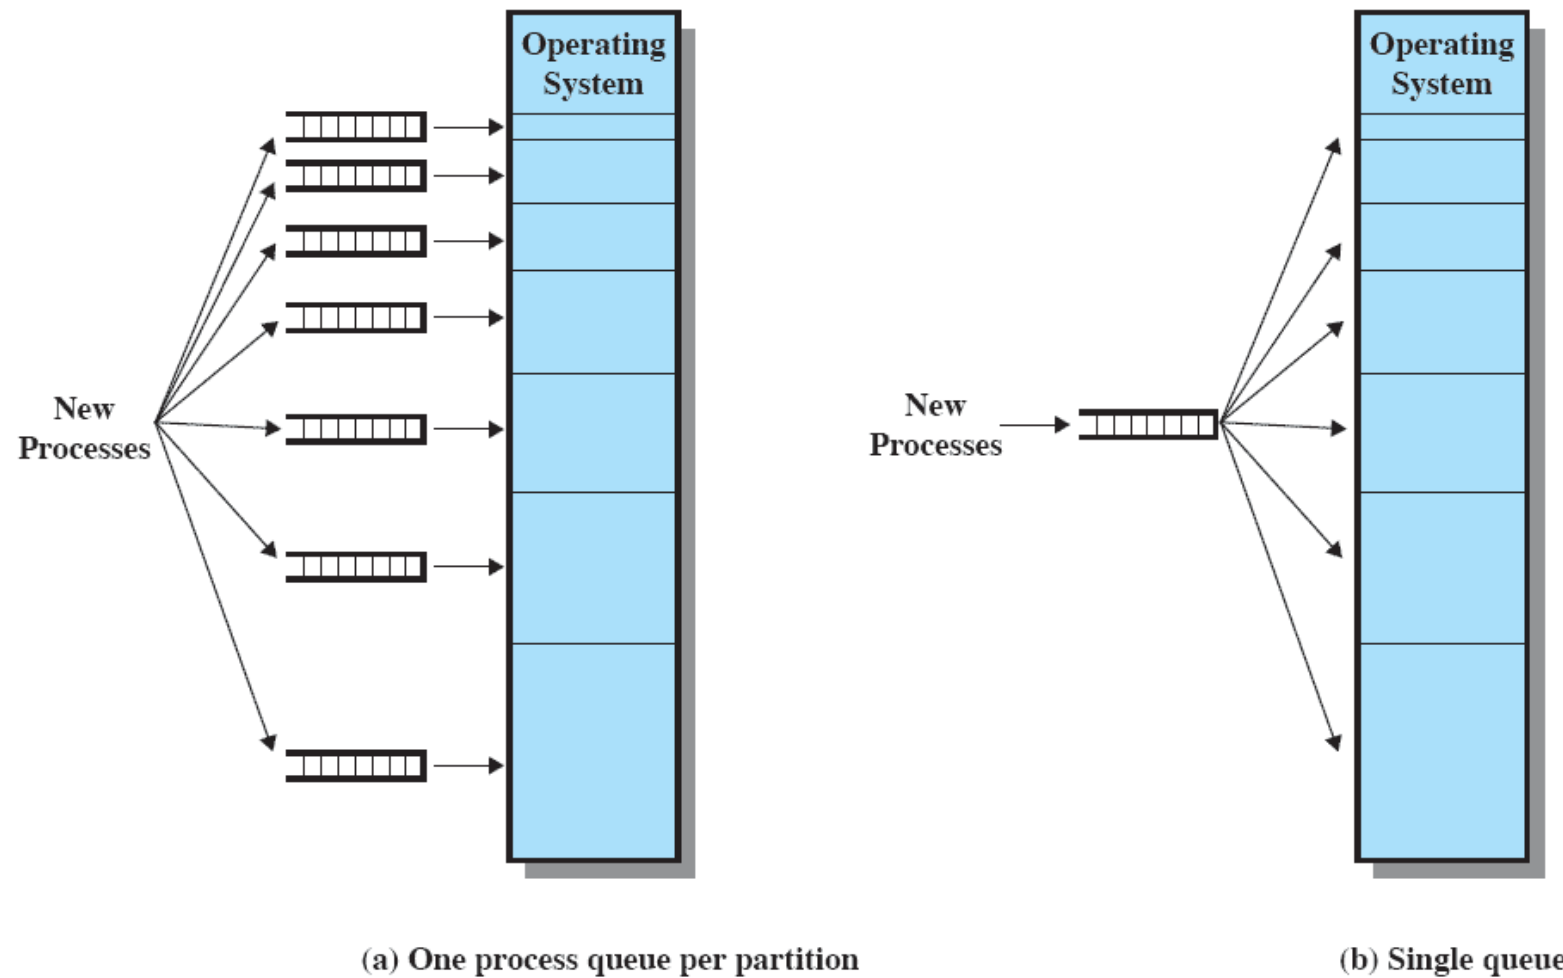 Operating
System
New
Processes
(a) One process queue per partition
Operating
System
New
Processes
(b) Single queue